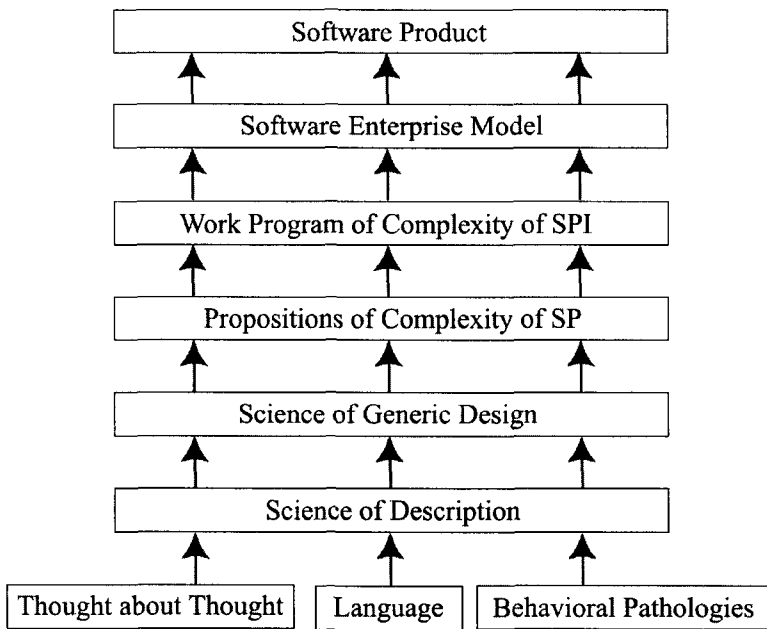 Software Product
Software Enterprise Model
Work Program of Complexity of SPI
Propositions of Complexity of SP
Science of Generic Design
Science of Description
Thought about Thought
Language
Behavioral Pathologies